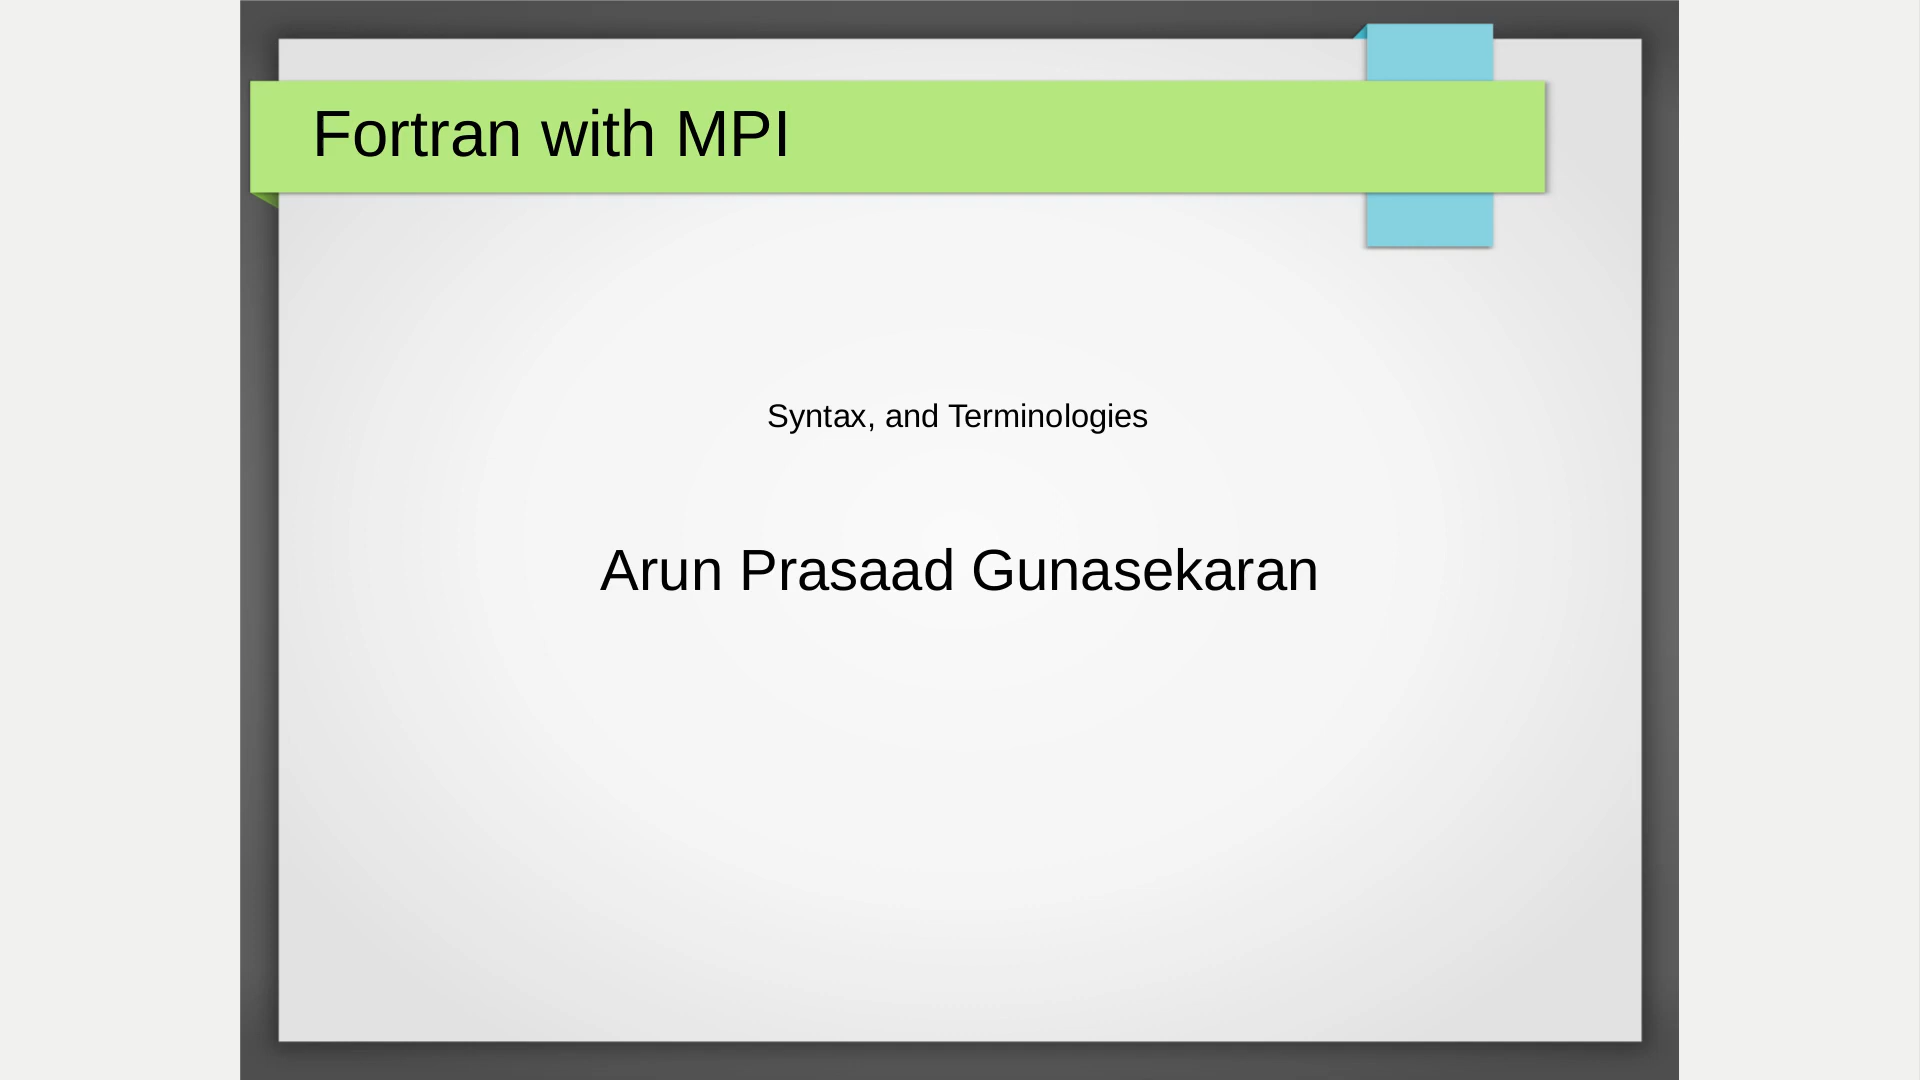 Fortran with MPI
Syntax, and Terminologies
Arun Prasaad Gunasekaran